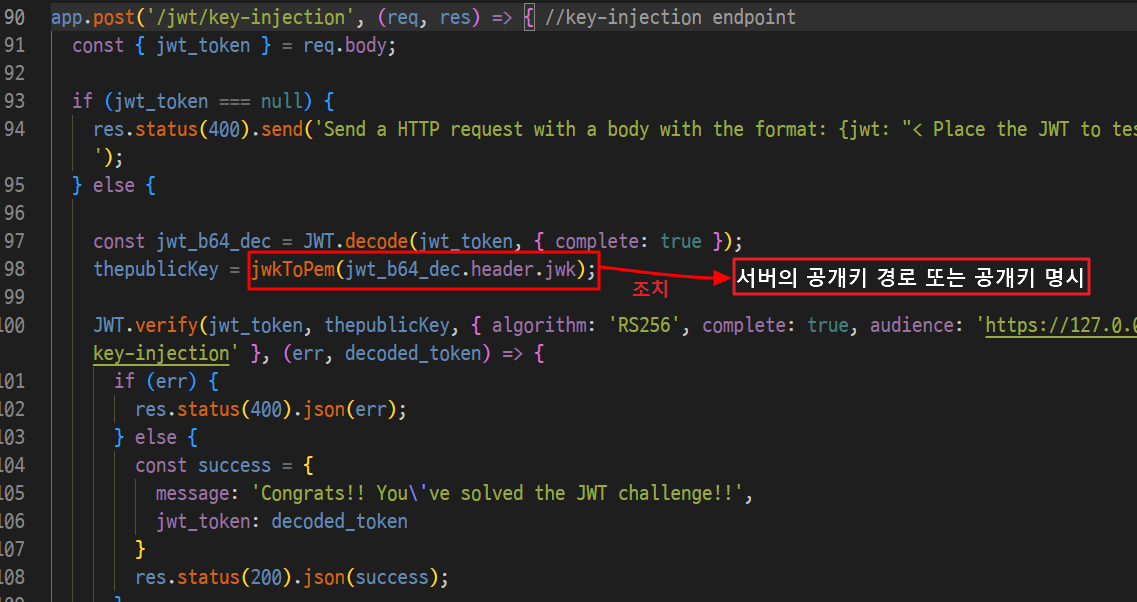 90 app.post('/jwt/key-injection', (req, res) => { //key-injection endpoint
91 const { jwt_token } = req.body;
92
93 if (jwt_token === null) {
94 res.status(400).send('Send a HTTP request with a body with the format: {jwt: "< Place the JWT to tes
');
95 } else {
96
97 const jwt_b64_dec = JWT.decode(jwt_token, { complete: true });
98 thepublicKey = jwkToPem(jwt_b64_dec.header.jwk); 조치 서버의 공개키 경로 또는 공개키 명시
99
100 JWT.verify(jwt_token, thepublicKey, { algorithm: 'RS256', complete: true, audience: 'https://127.0.0
key-injection' }, (err, decoded_token) => {
101 if (err) {
102 res.status(400).json(err);
103 } else {
104 const success = {
105 message: 'Congrats!! You\'ve solved the JWT challenge!!',
106 jwt_token: decoded_token
107 }
108 res.status(200).json(success);